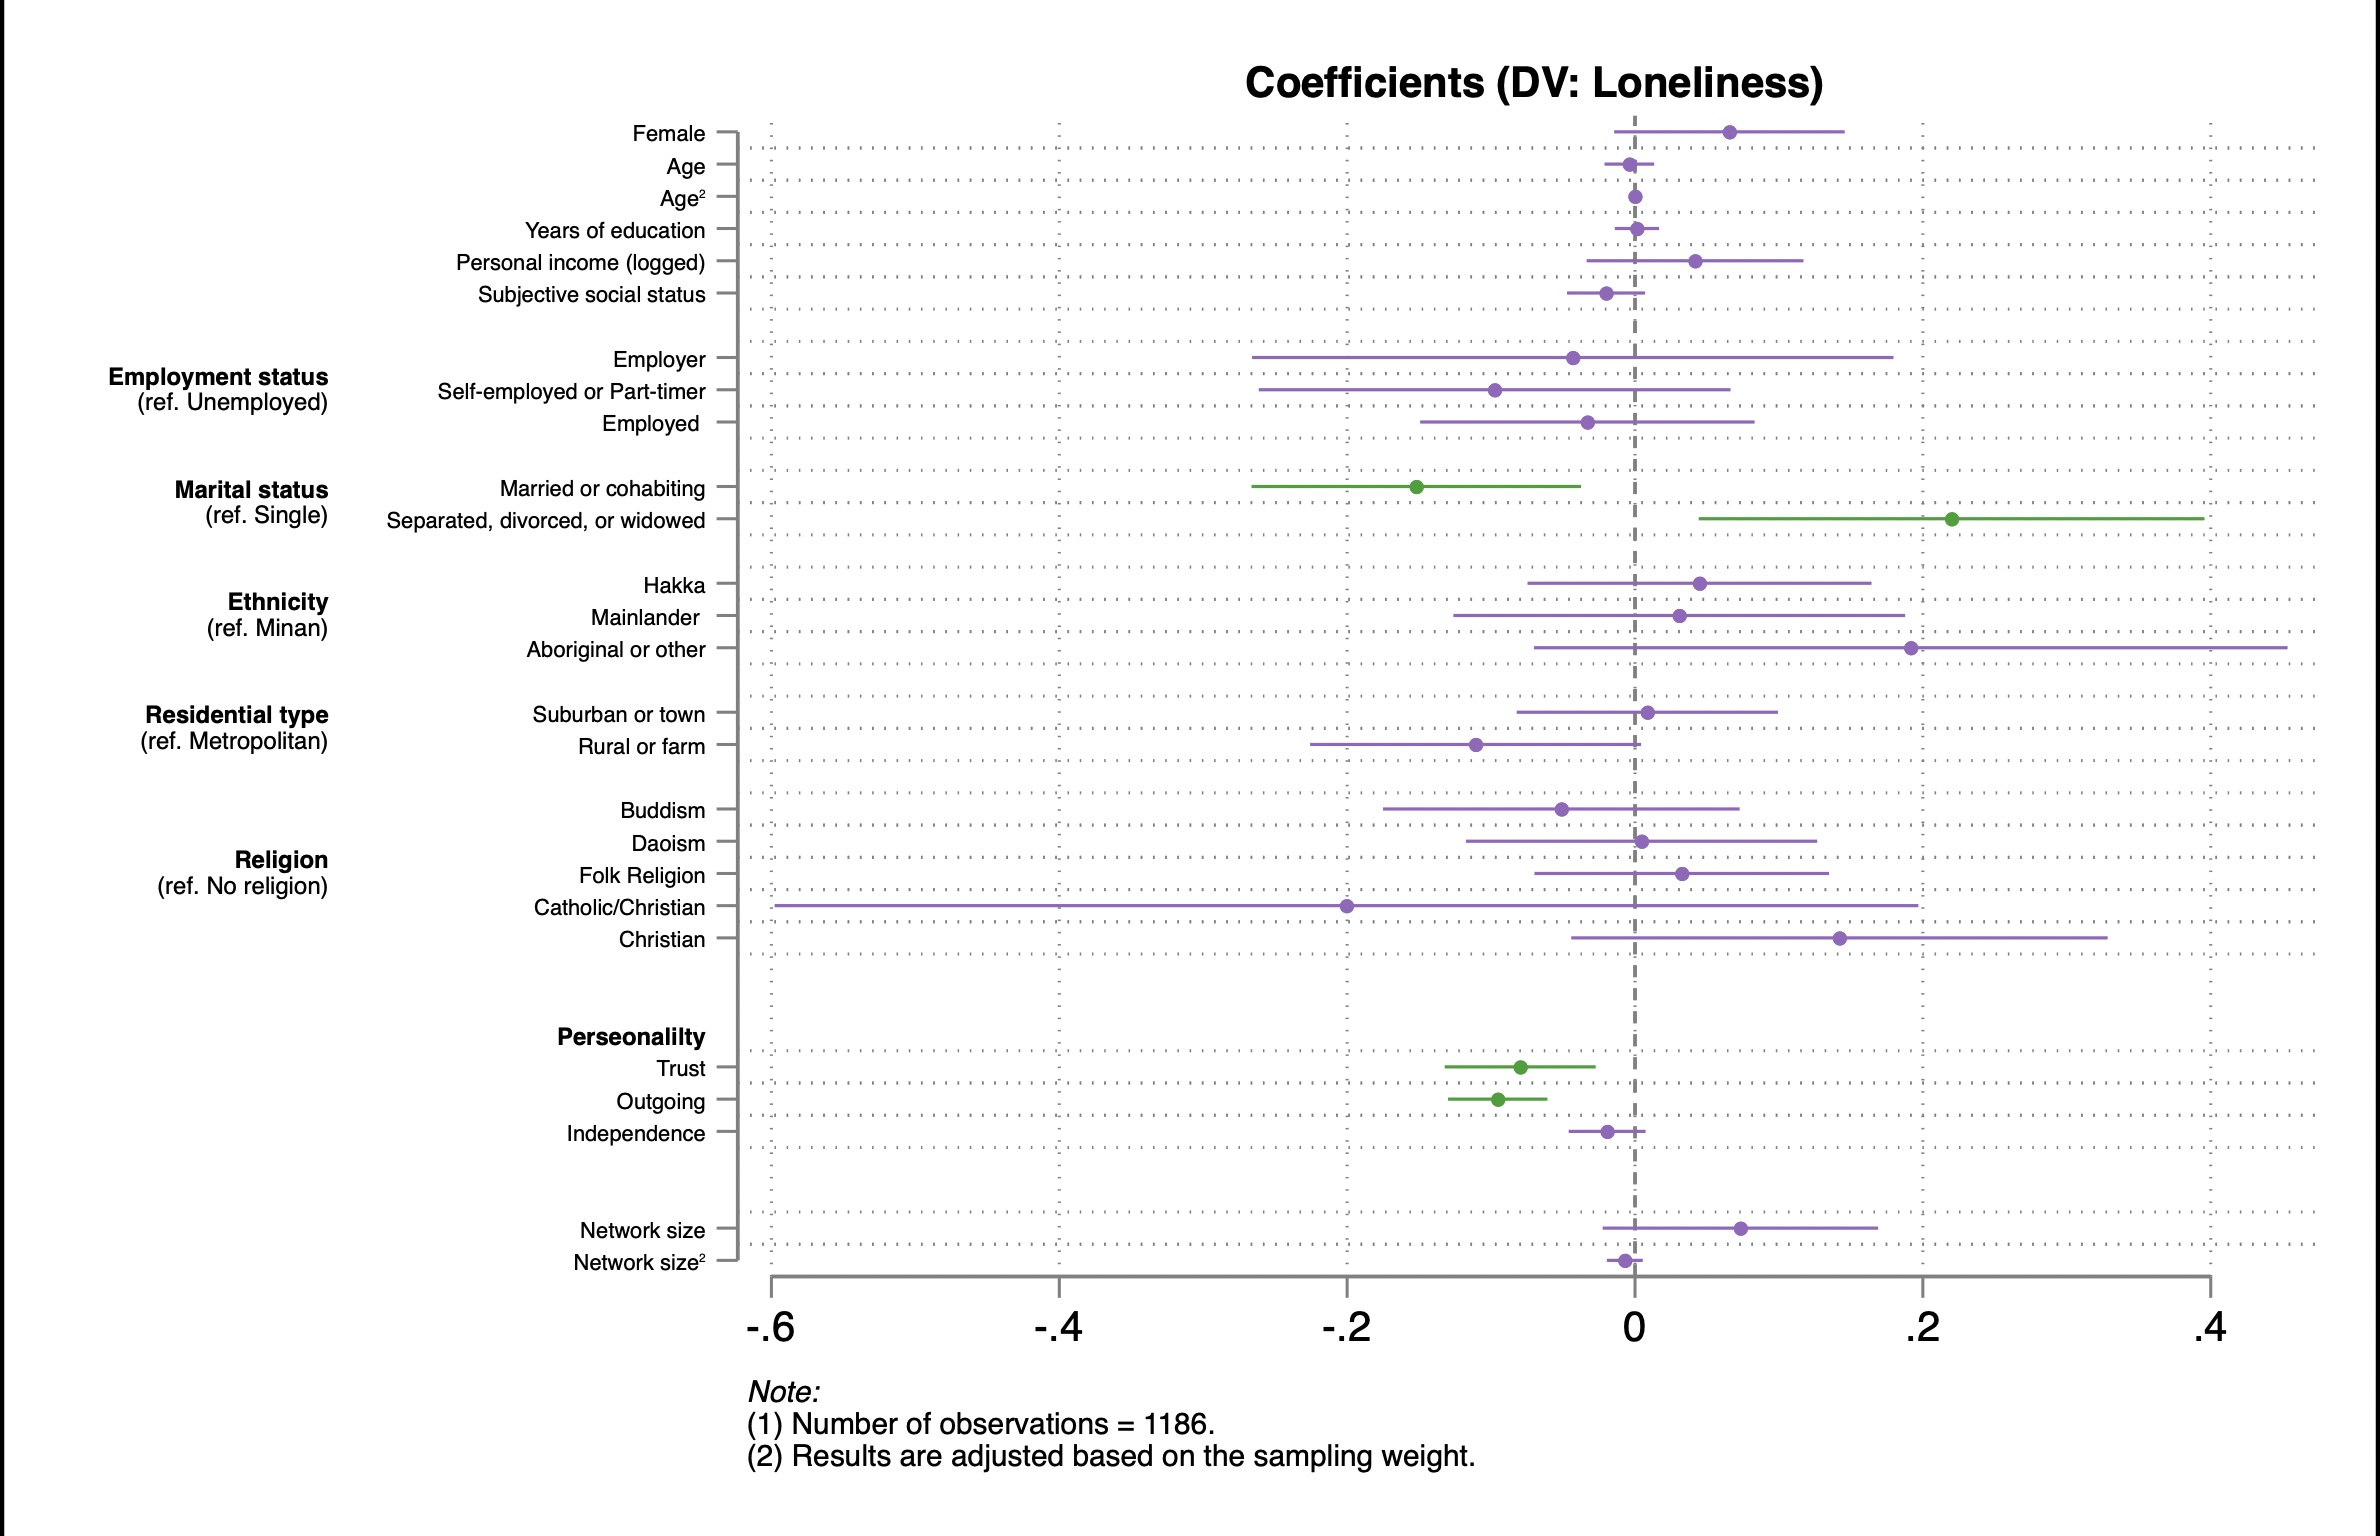 Coefficients (DV: Loneliness)
Female
Age
Age²
Years of education
Personal income (logged)
Subjective social status
Employment status
(ref. Unemployed)
Employer
Self-employed or Part-timer
Employed
Marital status
(ref. Single)
Married or cohabiting
Separated, divorced, or widowed
Ethnicity
(ref. Minan)
Hakka
Mainlander
Aboriginal or other
Residential type
(ref. Metropolitan)
Suburban or town
Rural or farm
Religion
(ref. No religion)
Buddism
Daoism
Folk Religion
Catholic/Christian
Christian
Perseonalilty
Trust
Outgoing
Independence
Network size
Network size²
-.6 -.4 -.2 0 .2 .4
Note:
(1) Number of observations = 1186.
(2) Results are adjusted based on the sampling weight.